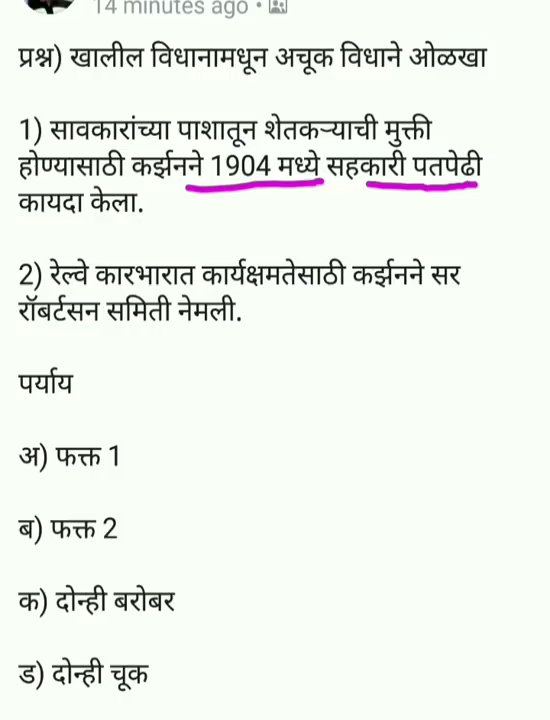 14 minutes ago •
प्रश्न) खालील विधानामधून अचूक विधाने ओळखा
1) सावकारांच्या पाशातून शेतकऱ्याची मुक्ती
होण्यासाठी कर्झनने 1904 मध्ये सहकारी पतपेढी
कायदा केला.
2) रेल्वे कारभारात कार्यक्षमतेसाठी कर्झनने सर
रॉबर्टसन समिती नेमली.
पर्याय
अ) फक्त 1
ब) फक्त 2
क) दोन्ही बरोबर
ड) दोन्ही चूक